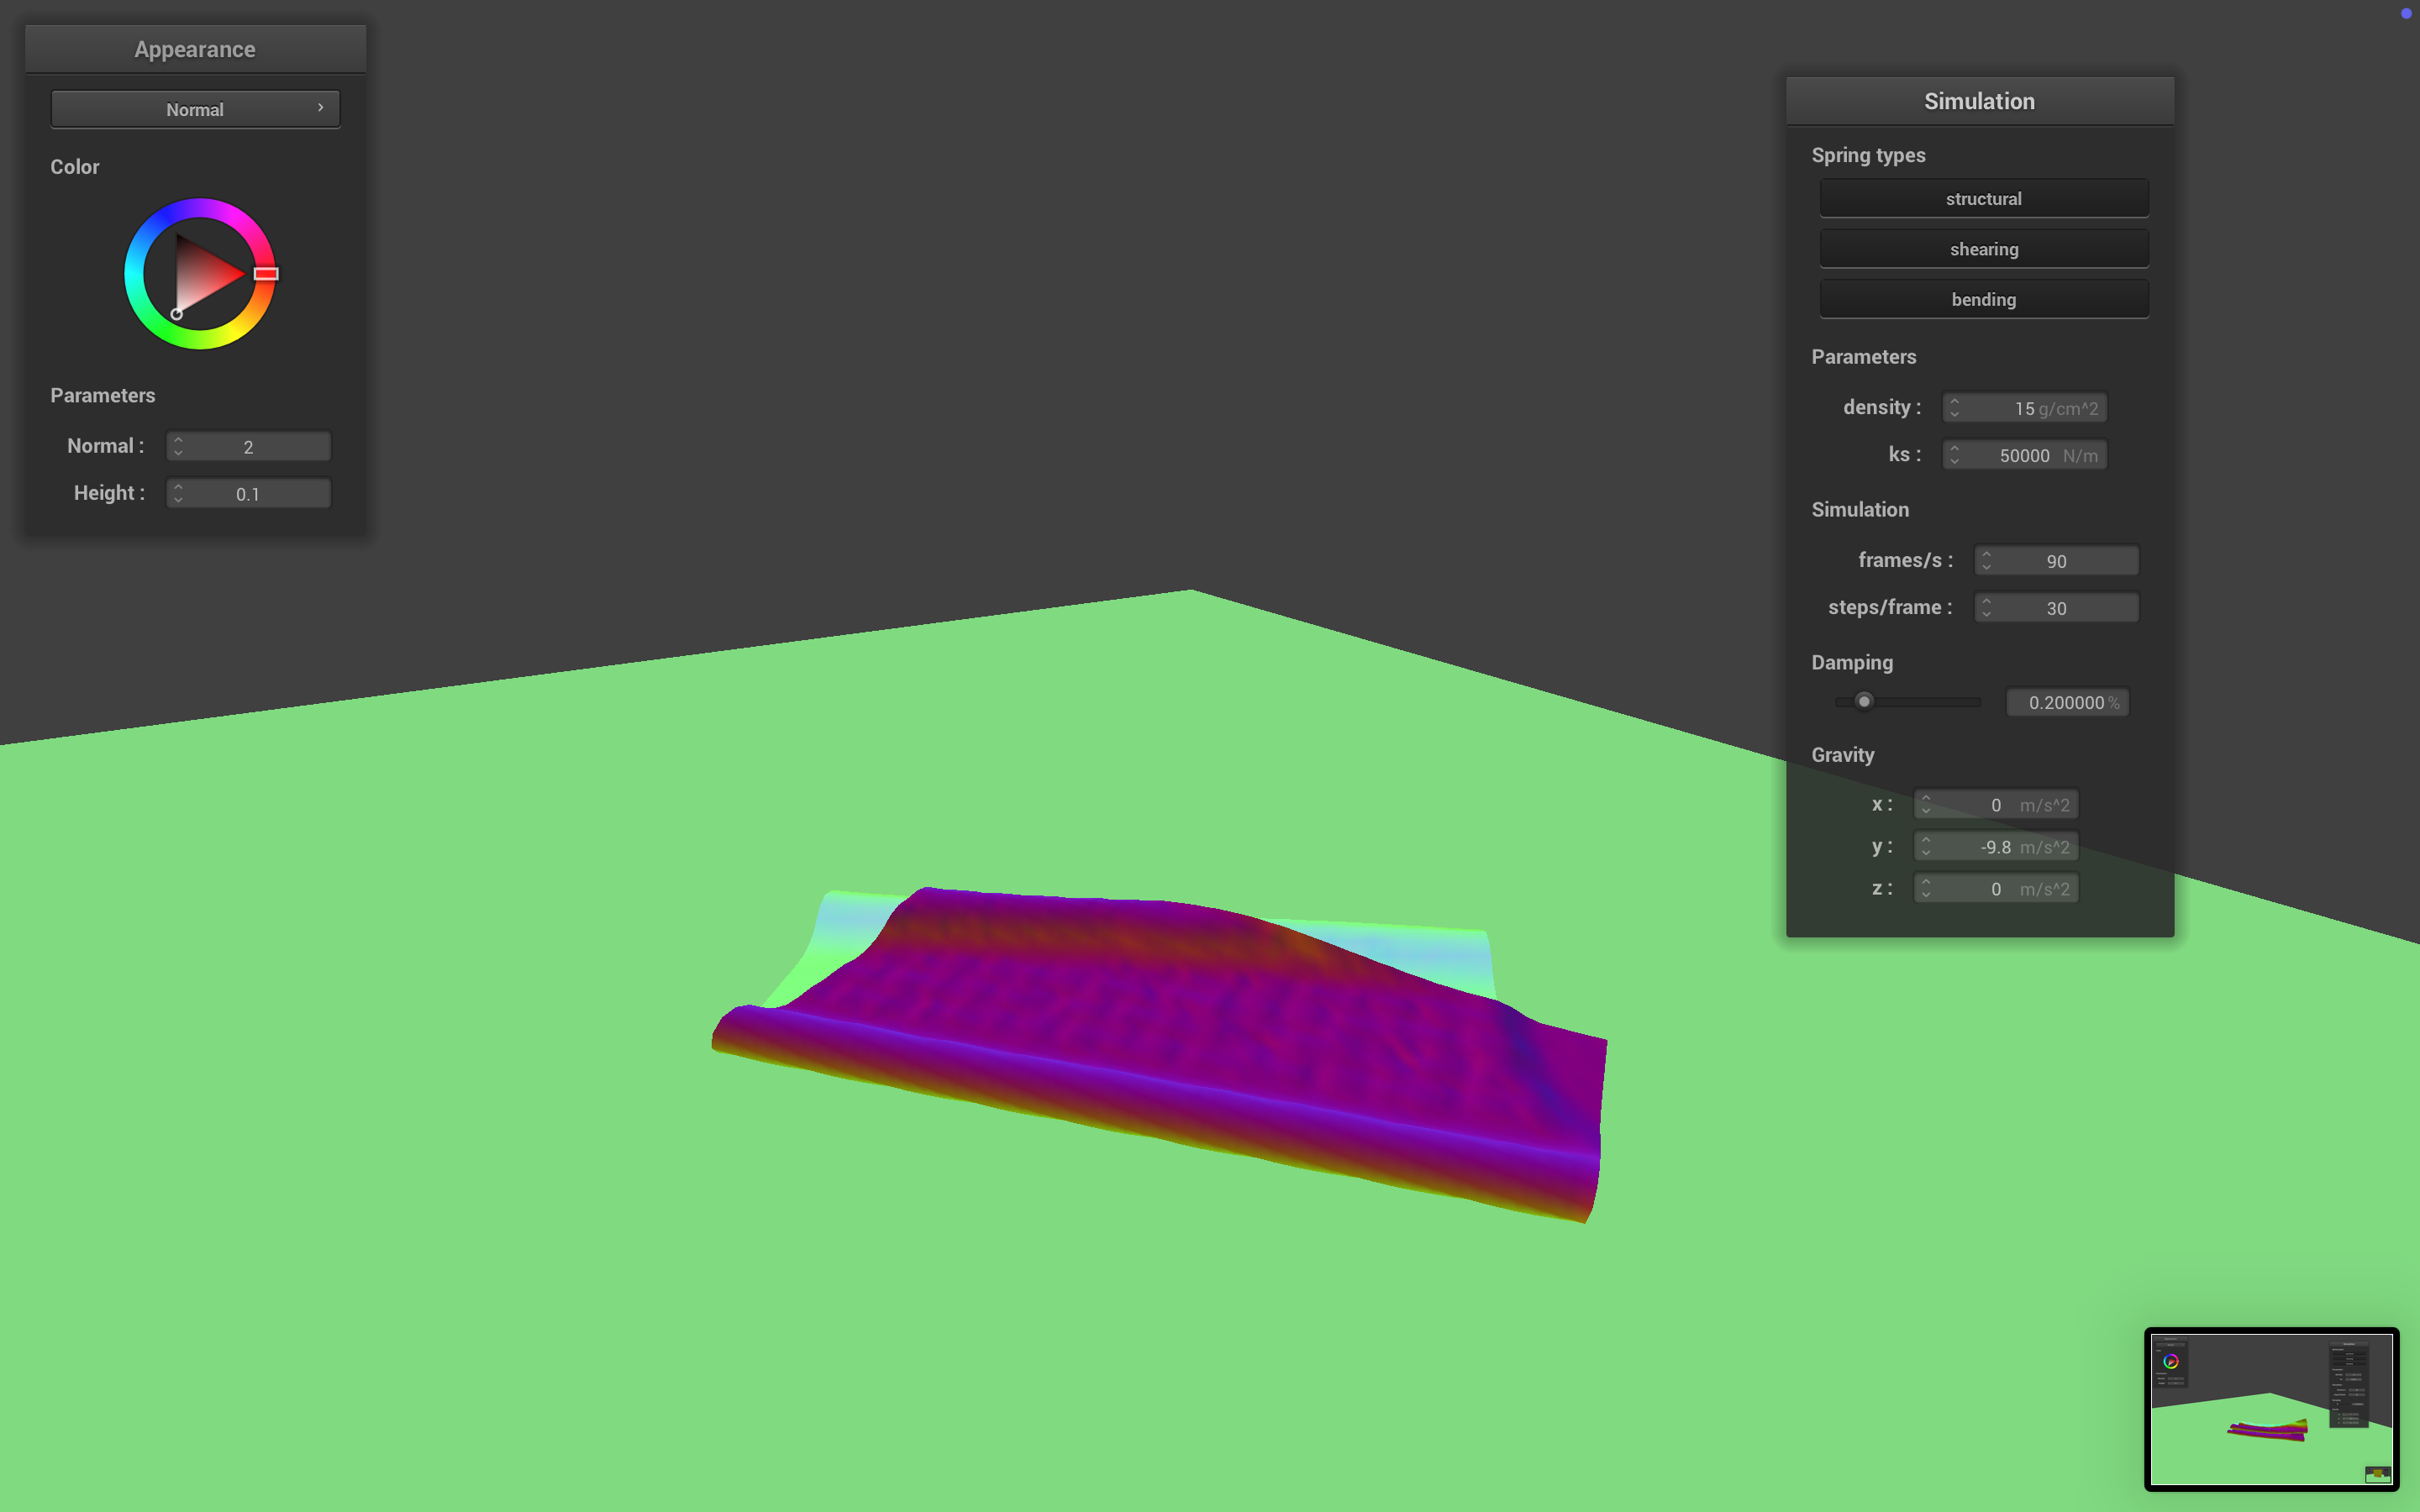 Appearance
Normal
Color
Parameters
Normal : 2
Height : 0.1
Simulation
Spring types
structural
shearing
bending
Parameters
density : 15 g/cm^2
ks : 50000 N/m
Simulation
frames/s : 90
steps/frame : 30
Damping
0.200000 %
Gravity
x : 0 m/s^2
y : -9.8 m/s^2
z : 0 m/s^2